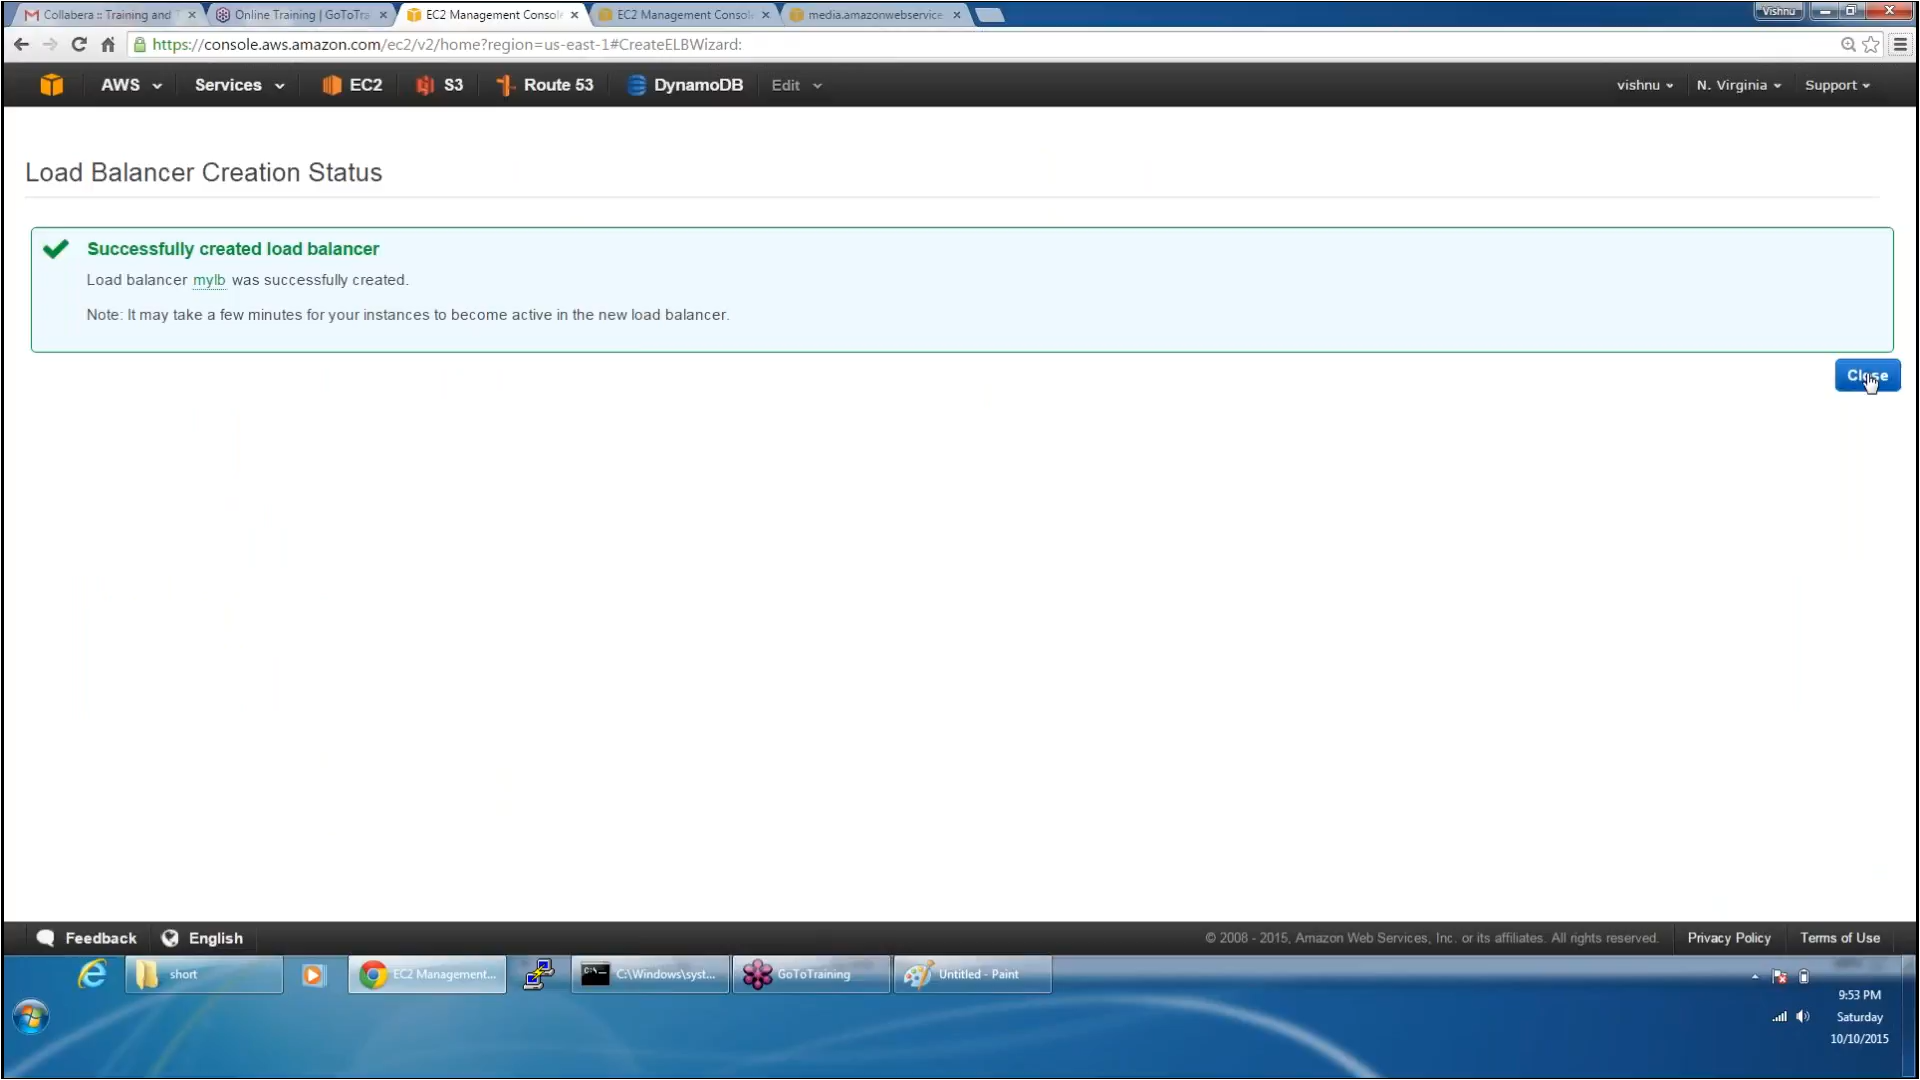 Collabera :: Training and T
Online Training | GoToTra
EC2 Management Consol
EC2 Management Consol
media.amazonwebservice
Vishnu
https://console.aws.amazon.com/ec2/v2/home?region=us-east-1#CreateELBWizard:
AWS
Services
EC2
S3
Route 53
DynamoDB
Edit
vishnu
N. Virginia
Support
Load Balancer Creation Status
Successfully created load balancer
Load balancer mylb was successfully created.
Note: It may take a few minutes for your instances to become active in the new load balancer.
Close
Feedback
English
© 2008 - 2015, Amazon Web Services, Inc. or its affiliates. All rights reserved.
Privacy Policy
Terms of Use
short
EC2 Management...
C:\Windows\syst...
GoToTraining
Untitled - Paint
9:53 PM
Saturday
10/10/2015